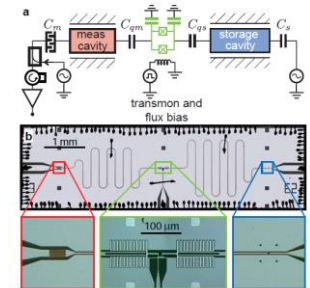 a
C_m
meas
cavity
C_qm
C_qs
storage
cavity
C_s
transmon and
flux bias
b
1 mm
100 μm